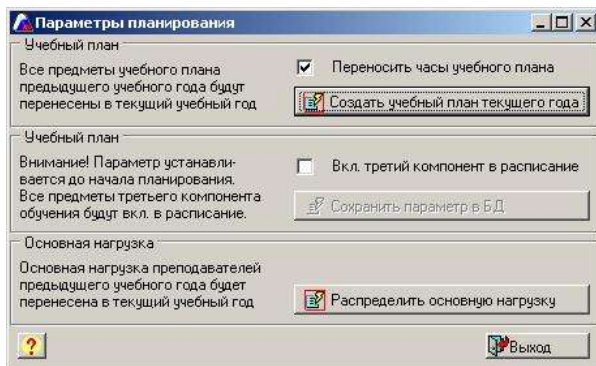 Параметры планирования
Учебный план
Все предметы учебного плана
предыдущего учебного года будут
перенесены в текущий учебный год
Переносить часы учебного плана
Создать учебный план текущего года
Учебный план
Внимание! Параметр устанавли-
вается до начала планирования.
Все предметы третьего компонента
обучения будут вкл. в расписание.
Вкл. третий компонент в расписание
Сохранить параметр в БД
Основная нагрузка
Основная нагрузка преподавателей
предыдущего учебного года будет
перенесена в текущий учебный год
Распределить основную нагрузку
?
Выход